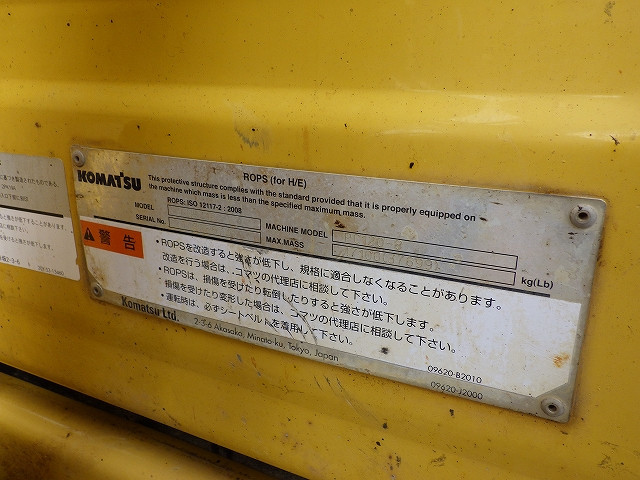 KOMATSU
ROPS (for H/E)
This protective structure complies with the standard provided that it is properly equipped on
the machine which mass is less than the specified maximum mass.
ROPS: ISO 12117-2 : 2008
MODEL
SERIAL No.
MACHINE MODEL
MAX.MASS
kg(Lb)
警告
・ROPSを改造すると強さが低下し、規格に適合しなくなることがあります。
改造を行う場合は、コマツの代理店に相談して下さい。
・ROPSは、損傷を受けたり転倒したりすると強さが低下します。
損傷を受けたり変形した場合は、コマツの代理店に相談して下さい。
・運転時は、必ずシートベルトを着用して下さい。
Komatsu Ltd.
2-3-6 Akasaka, Minato-ku, Tokyo, Japan
09620-B2010
09620-J2000